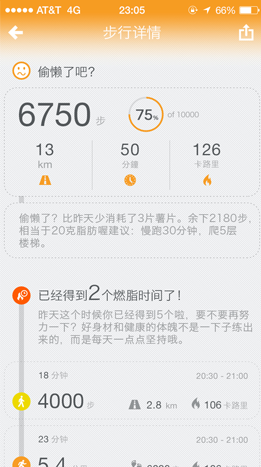 AT&T 4G 23:05 66%
步行详情
偷懒了吧?
6750 步
75%
of 10000
13 50 126
km 分鐘 卡路里
偷懒了？比昨天少消耗了3片薯片。余下2180步，
相当于20克脂肪喔建议：慢跑30分钟，爬5层
楼梯。
已经得到2个燃脂时间了！
昨天这个时候你已经得到5个啦，要不要再努
力一下？好身材和健康的体魄不是一下子练出
来的，而是每天一点点坚持哦。
18 分钟 20:30 - 21:00
4000 步 2.8 km 106 卡路里
23 分钟 20:30 - 21:00